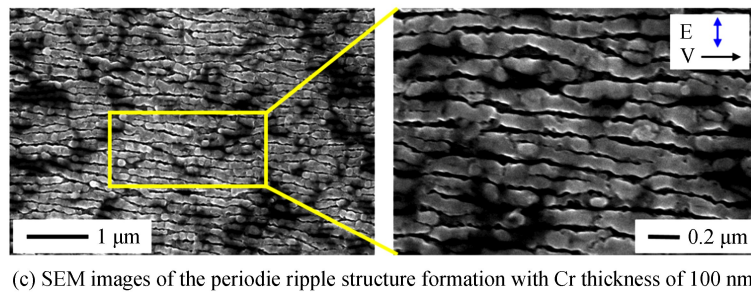 E
V
1 μm
0.2 μm
(c) SEM images of the periodie ripple structure formation with Cr thickness of 100 nm